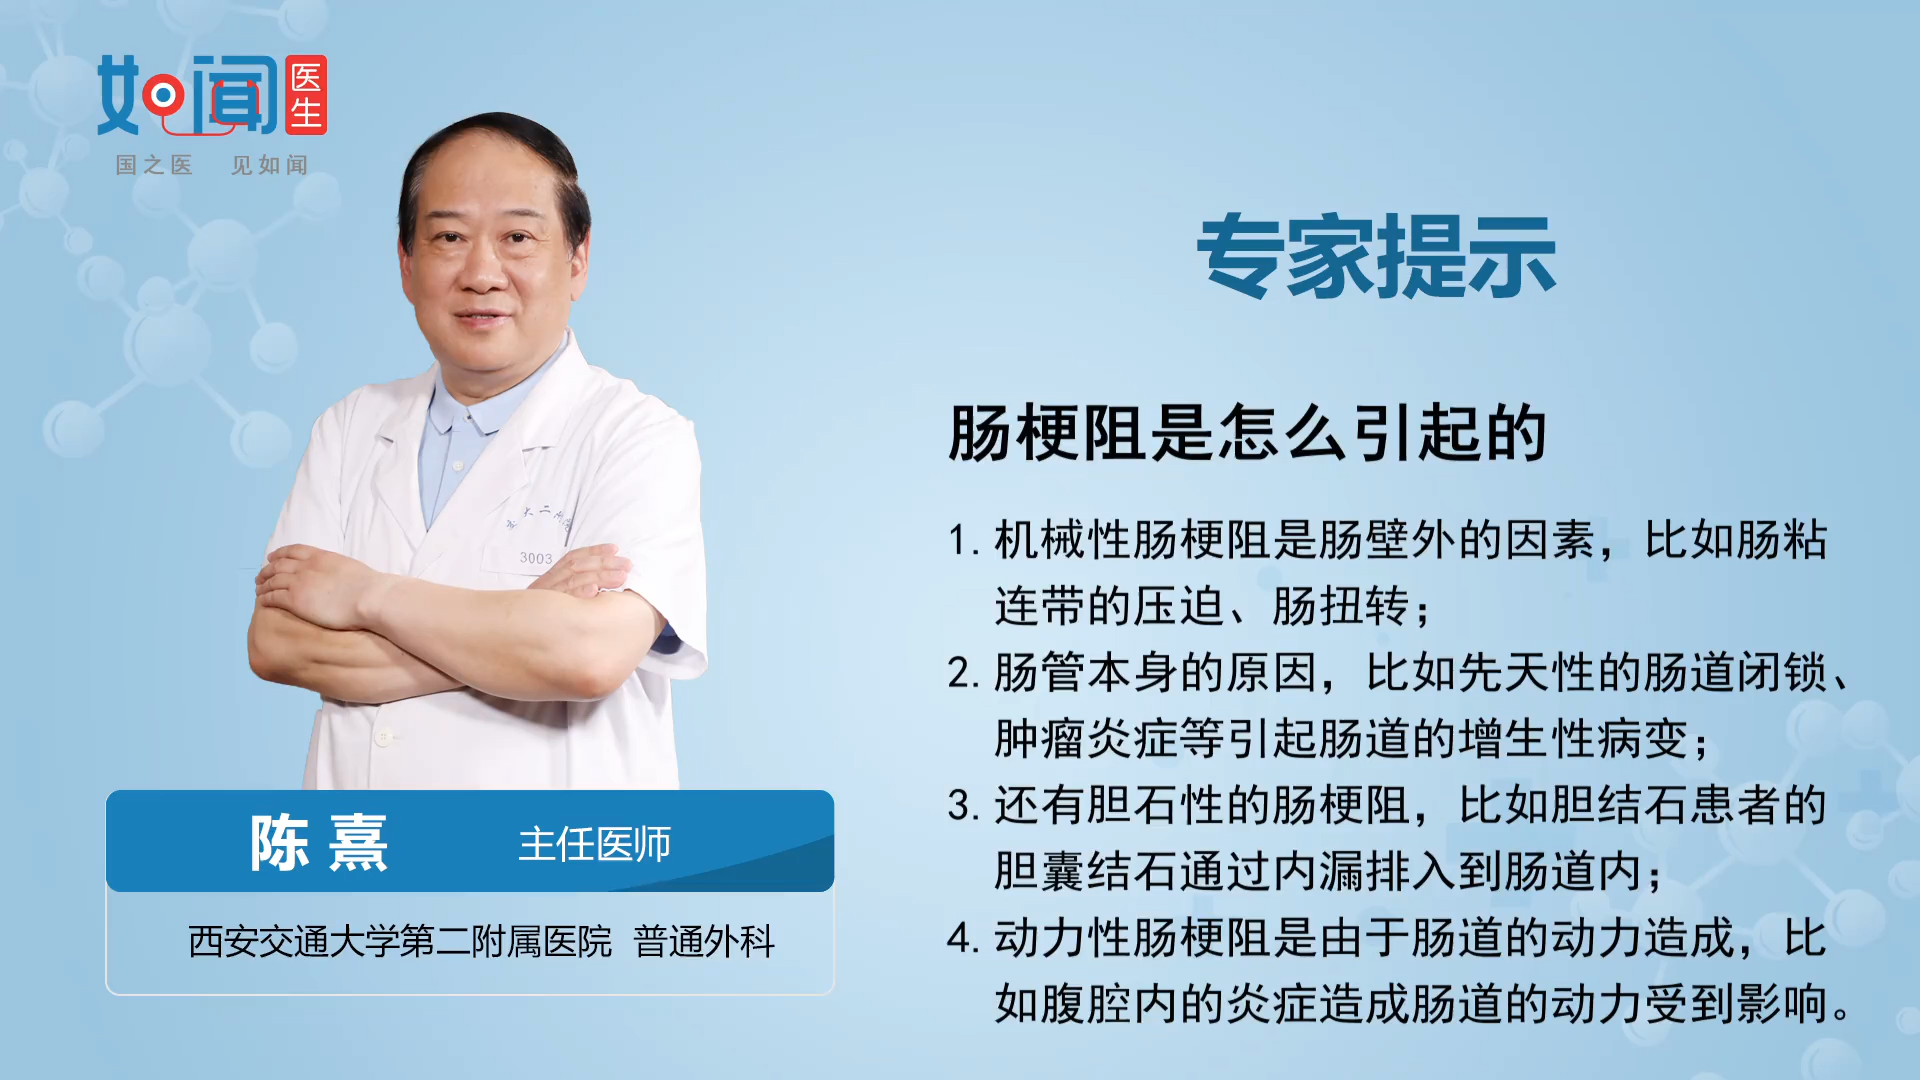 如闻医生
国之医 见如闻
专家提示
肠梗阻是怎么引起的
1. 机械性肠梗阻是肠壁外的因素，比如肠粘
连带的压迫、肠扭转；
2. 肠管本身的原因，比如先天性的肠道闭锁、
肿瘤炎症等引起肠道的增生性病变；
3. 还有胆石性的肠梗阻，比如胆结石患者的
胆囊结石通过内漏排入到肠道内；
4. 动力性肠梗阻是由于肠道的动力造成，比
如腹腔内的炎症造成肠道的动力受到影响。
3003
陈熹 主任医师
西安交通大学第二附属医院 普通外科